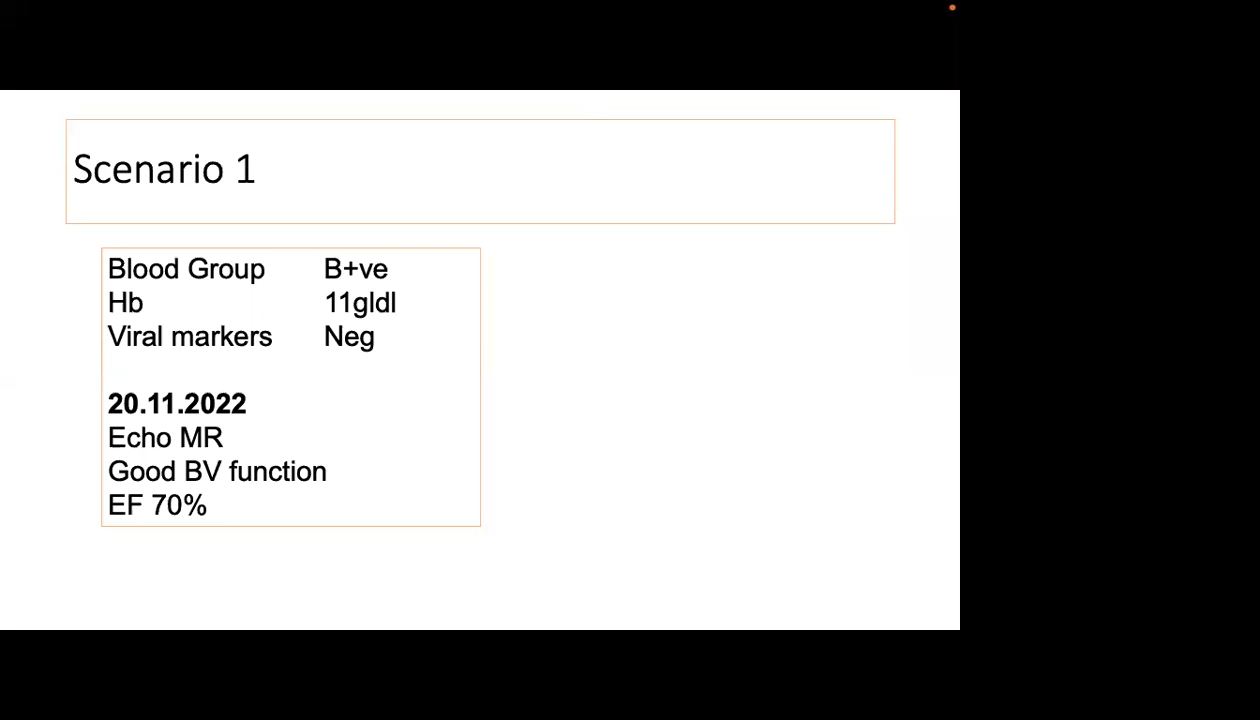 Scenario 1
Blood Group B+ve
Hb 11gldl
Viral markers Neg
20.11.2022
Echo MR
Good BV function
EF 70%